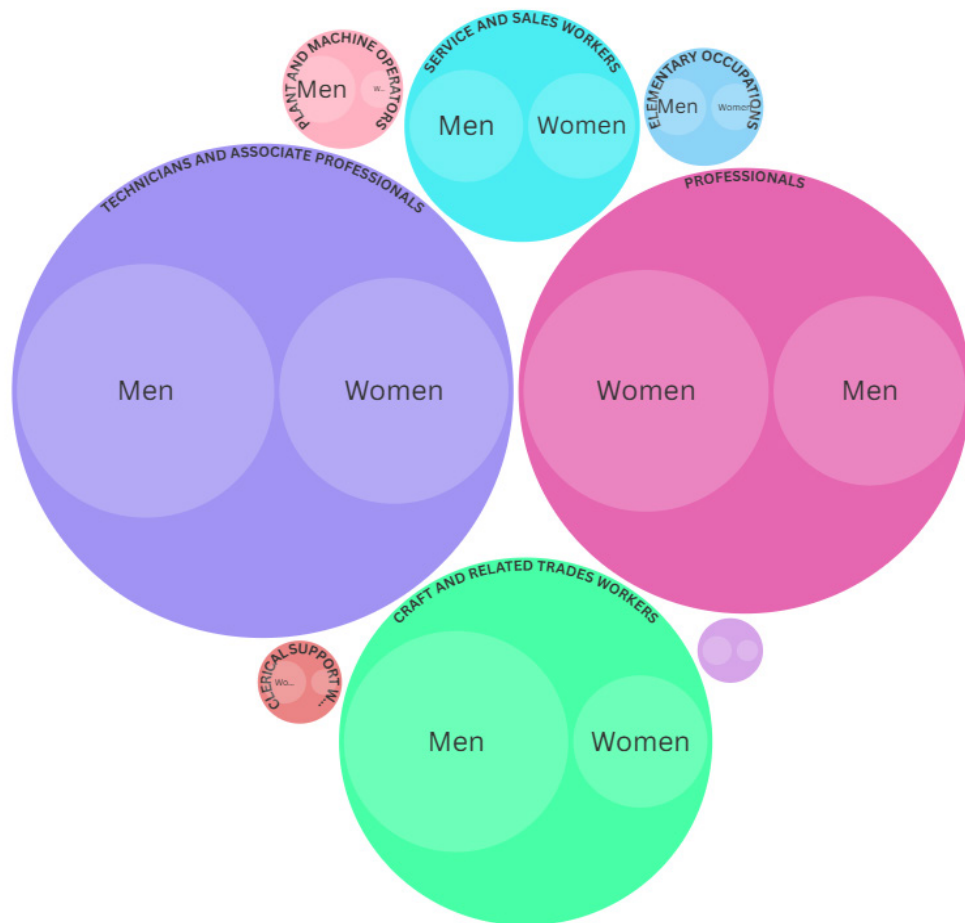 PLANT AND MACHINE OPERATORS
Men
W...
SERVICE AND SALES WORKERS
Men
Women
ELEMENTARY OCCUPATIONS
Men
Women
TECHNICIANS AND ASSOCIATE PROFESSIONALS
Men
Women
PROFESSIONALS
Women
Men
CLERICAL SUPPORT W...
Wo...
CRAFT AND RELATED TRADES WORKERS
Men
Women